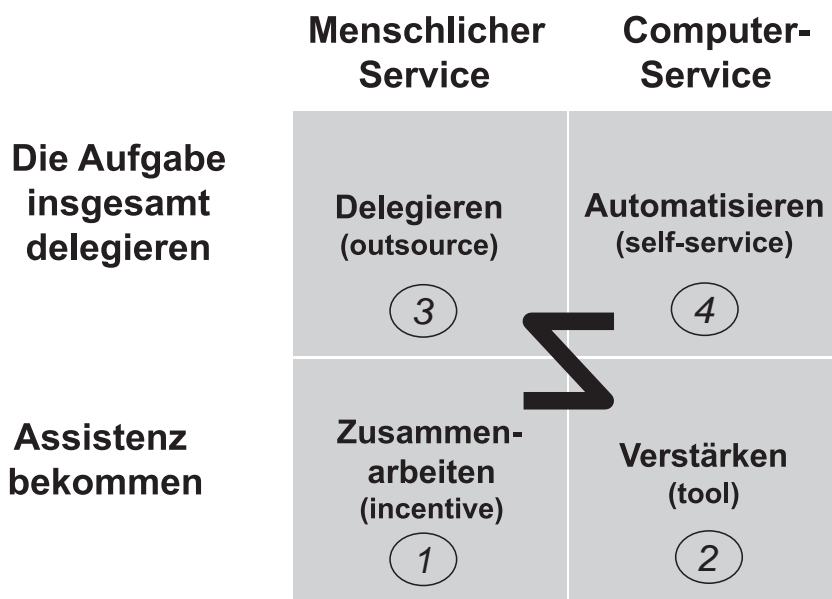 Menschlicher
Service
Computer-
Service
Die Aufgabe
insgesamt
delegieren
Delegieren
(outsource)
3
Automatisieren
(self-service)
4
Assistenz
bekommen
Zusammen-
arbeiten
(incentive)
1
Verstärken
(tool)
2